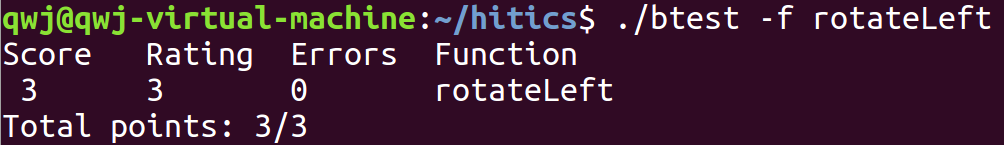 qwj@qwj-virtual-machine:~/hitics$ ./btest -f rotateLeft
Score   Rating  Errors  Function
 3      3       0       rotateLeft
Total points: 3/3